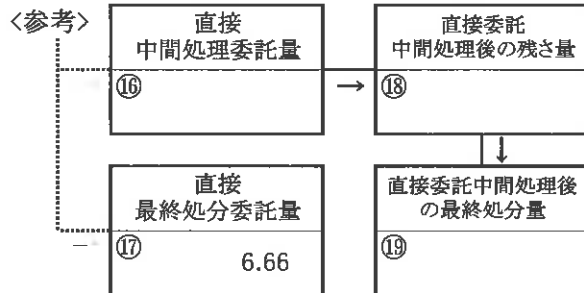 〈参考〉
直接
中間処理委託量
⑯
→
直接委託
中間処理後の残さ量
⑱
↓
直接
最終処分委託量
⑰
6.66
直接委託中間処理後
の最終処分量
⑲